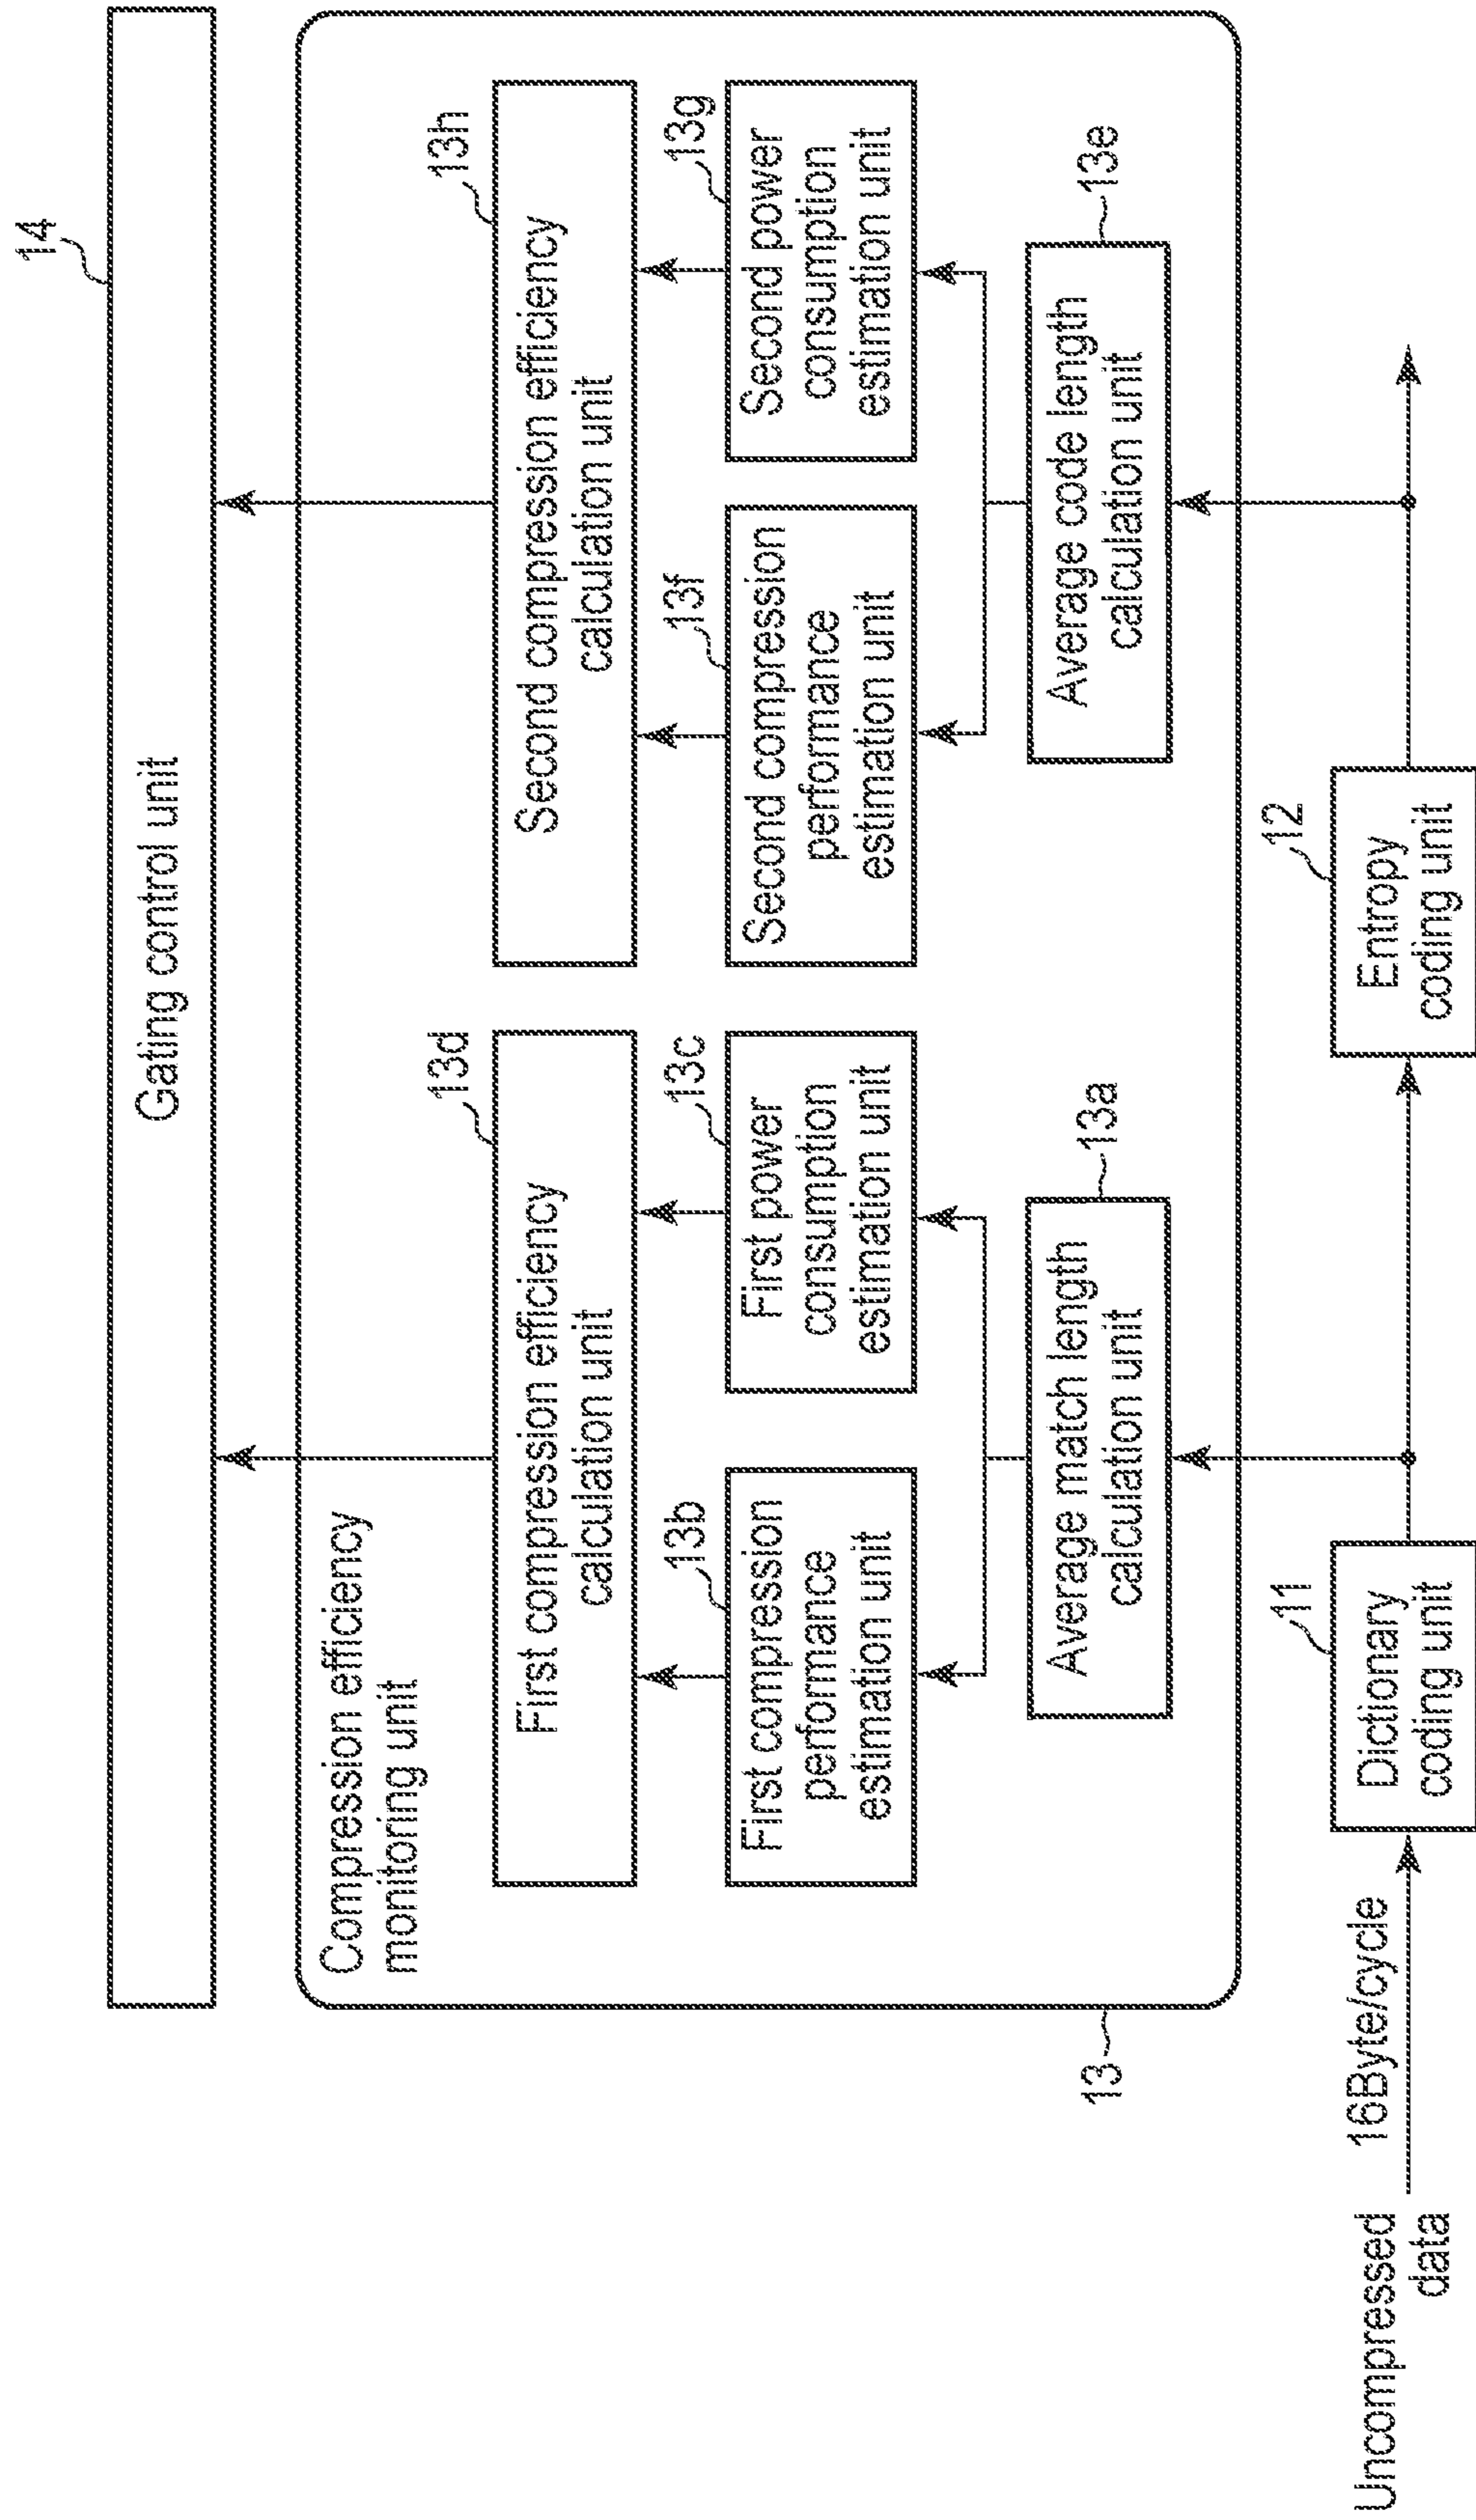 14
Gating control unit
Compression efficiency
monitoring unit
13d
First compression efficiency
calculation unit
13h
Second compression efficiency
calculation unit
13b
First compression
performance
estimation unit
13c
First power
consumption
estimation unit
13f
Second compression
performance
estimation unit
13g
Second power
consumption
estimation unit
13
Average match length
calculation unit
13a
Average code length
calculation unit
13e
Uncompressed
data
16Byte/cycle
11
Dictionary
coding unit
12
Entropy
coding unit